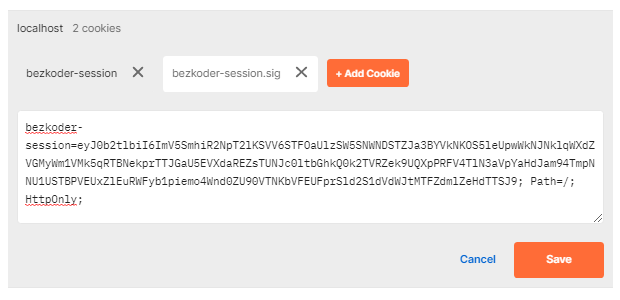 localhost 2 cookies
bezkoder-session bezkoder-session.sig + Add Cookie
bezkoder-
session=eyJ0b2tlbiI6ImV5SmhiR2NpT2lKSVV6STFOaUlzSW5SNWNDSTZJa3BYVkNKOS5leUpwWkNJNklqWXdZ
VGMyWm1VMk5qRTBNekprTTJGaU5EVXdaREZsTUNJc0ltbGhkQ0k2TVRZek9UQXpPRFV4TlN3aVpYaHdJam94TmpN
NU1USTBPVEUxZlEuRWFyb1piemo4Wnd0ZU90VTNKbVFEUFprSld2S1dVdWJtMTFZdmlZeHdTTSJ9; Path=/;
HttpOnly;
Cancel Save